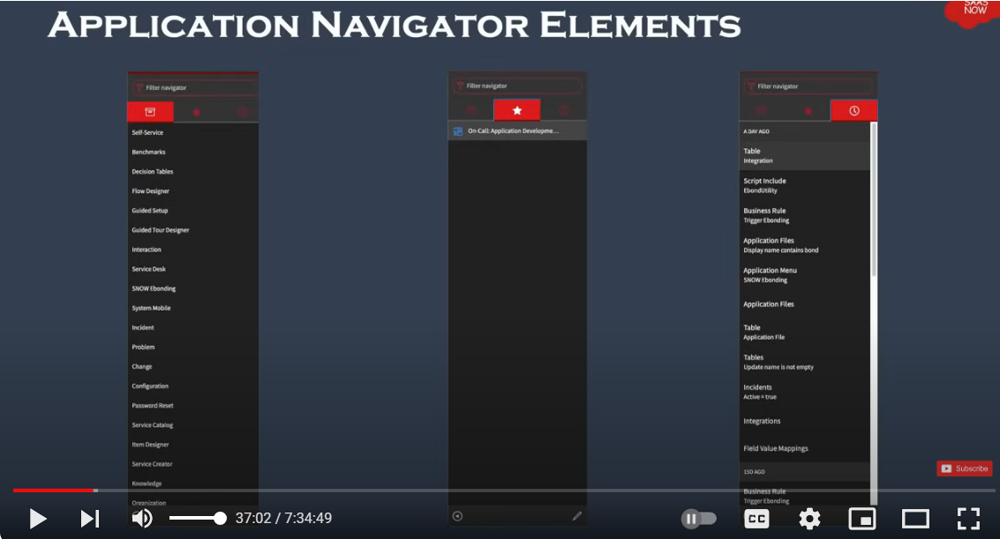 APPLICATION NAVIGATOR ELEMENTS
SAAS
NOW
Filter navigator
Self-Service
Benchmarks
Decision Tables
Flow Designer
Guided Setup
Guided Tour Designer
Interaction
Service Desk
SNOW Ebonding
System Mobile
Incident
Problem
Change
Configuration
Password Reset
Service Catalog
Item Designer
Service Creator
Knowledge
Organization
Filter navigator
On-Call: Application Developme...
Filter navigator
A DAY AGO
Table
Integration
Script Include
EbondUtility
Business Rule
Trigger Ebonding
Application Files
Display name contains bond
Application Menu
SNOW Ebonding
Application Files
Table
Application File
Tables
Update name is not empty
Incidents
Active = true
Integrations
Field Value Mappings
15D AGO
Business Rule
Trigger Ebonding
Subscribe
37:02 / 7:34:49
CC